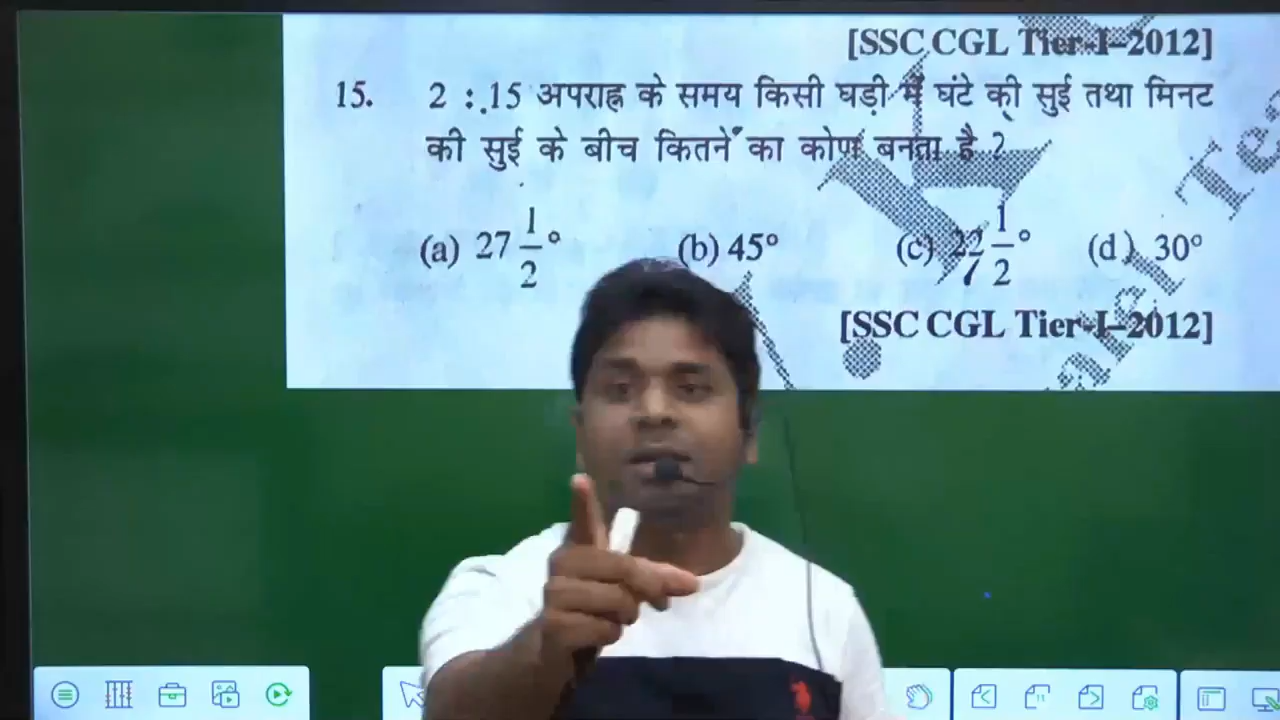 [SSC CGL Tier-I-2012]
15. 2 : 15 अपराह्न के समय किसी घड़ी में घंटे की सुई तथा मिनट
की सुई के बीच कितने° का कोण बनता है ?
(a) 27 1/2° (b) 45° (c) 22 1/2° (d) 30°
[SSC CGL Tier-I-2012]